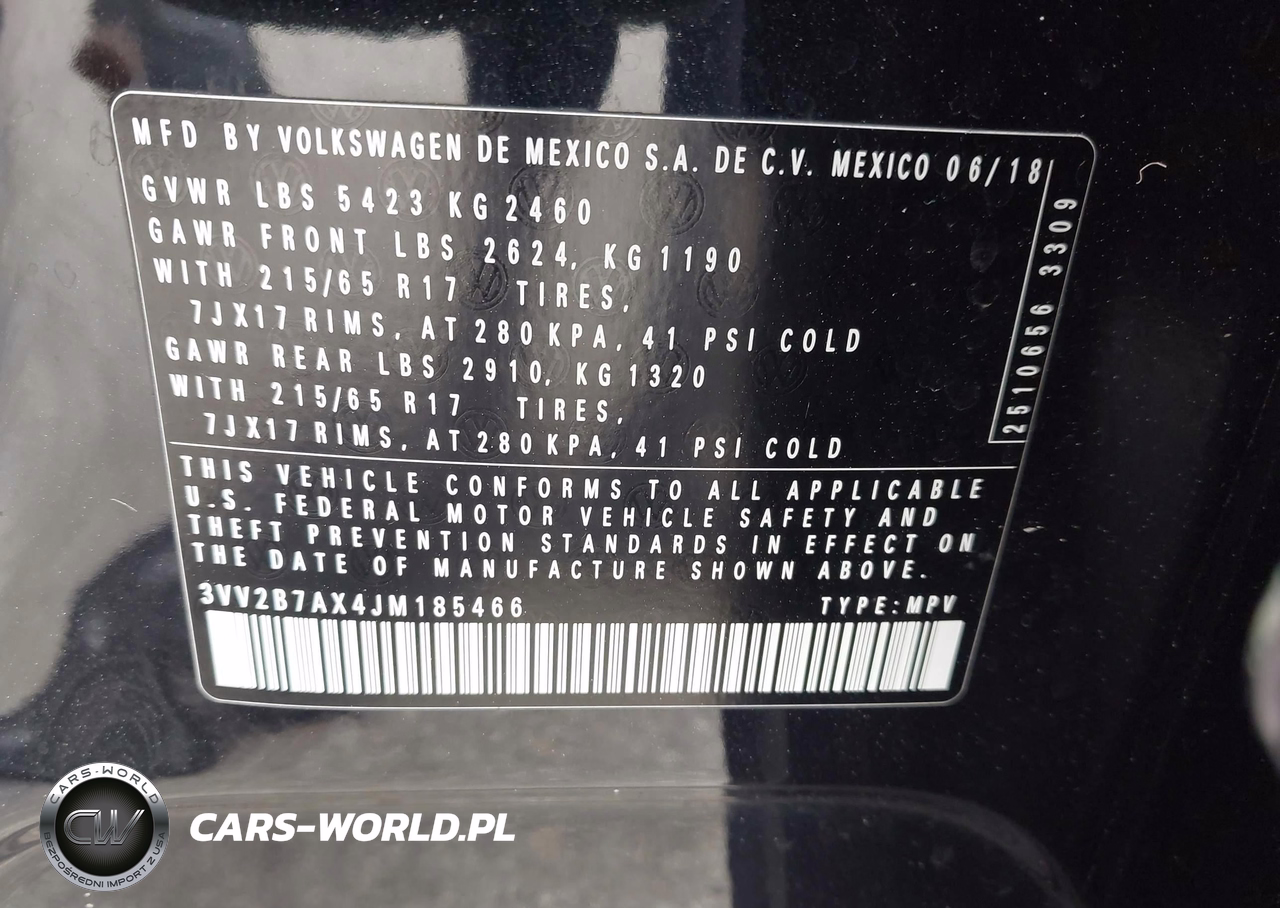 MFD BY VOLKSWAGEN DE MEXICO S.A. DE C.V. MEXICO 06/18
GVWR LBS 5423 KG 2460
GAWR FRONT LBS 2624, KG 1190
WITH 215/65 R17 TIRES,
7JX17 RIMS, AT 280 KPA, 41 PSI COLD
GAWR REAR LBS 2910, KG 1320
WITH 215/65 R17 TIRES,
7JX17 RIMS, AT 280 KPA, 41 PSI COLD
2510656 3309
THIS VEHICLE CONFORMS TO ALL APPLICABLE
U.S. FEDERAL MOTOR VEHICLE SAFETY AND
THEFT PREVENTION STANDARDS IN EFFECT ON
THE DATE OF MANUFACTURE SHOWN ABOVE.
3VV2B7AX4JM185466 TYPE:MPV
CARS-WORLD
CW
BEZPOŚREDNI IMPORT Z USA
CARS-WORLD.PL